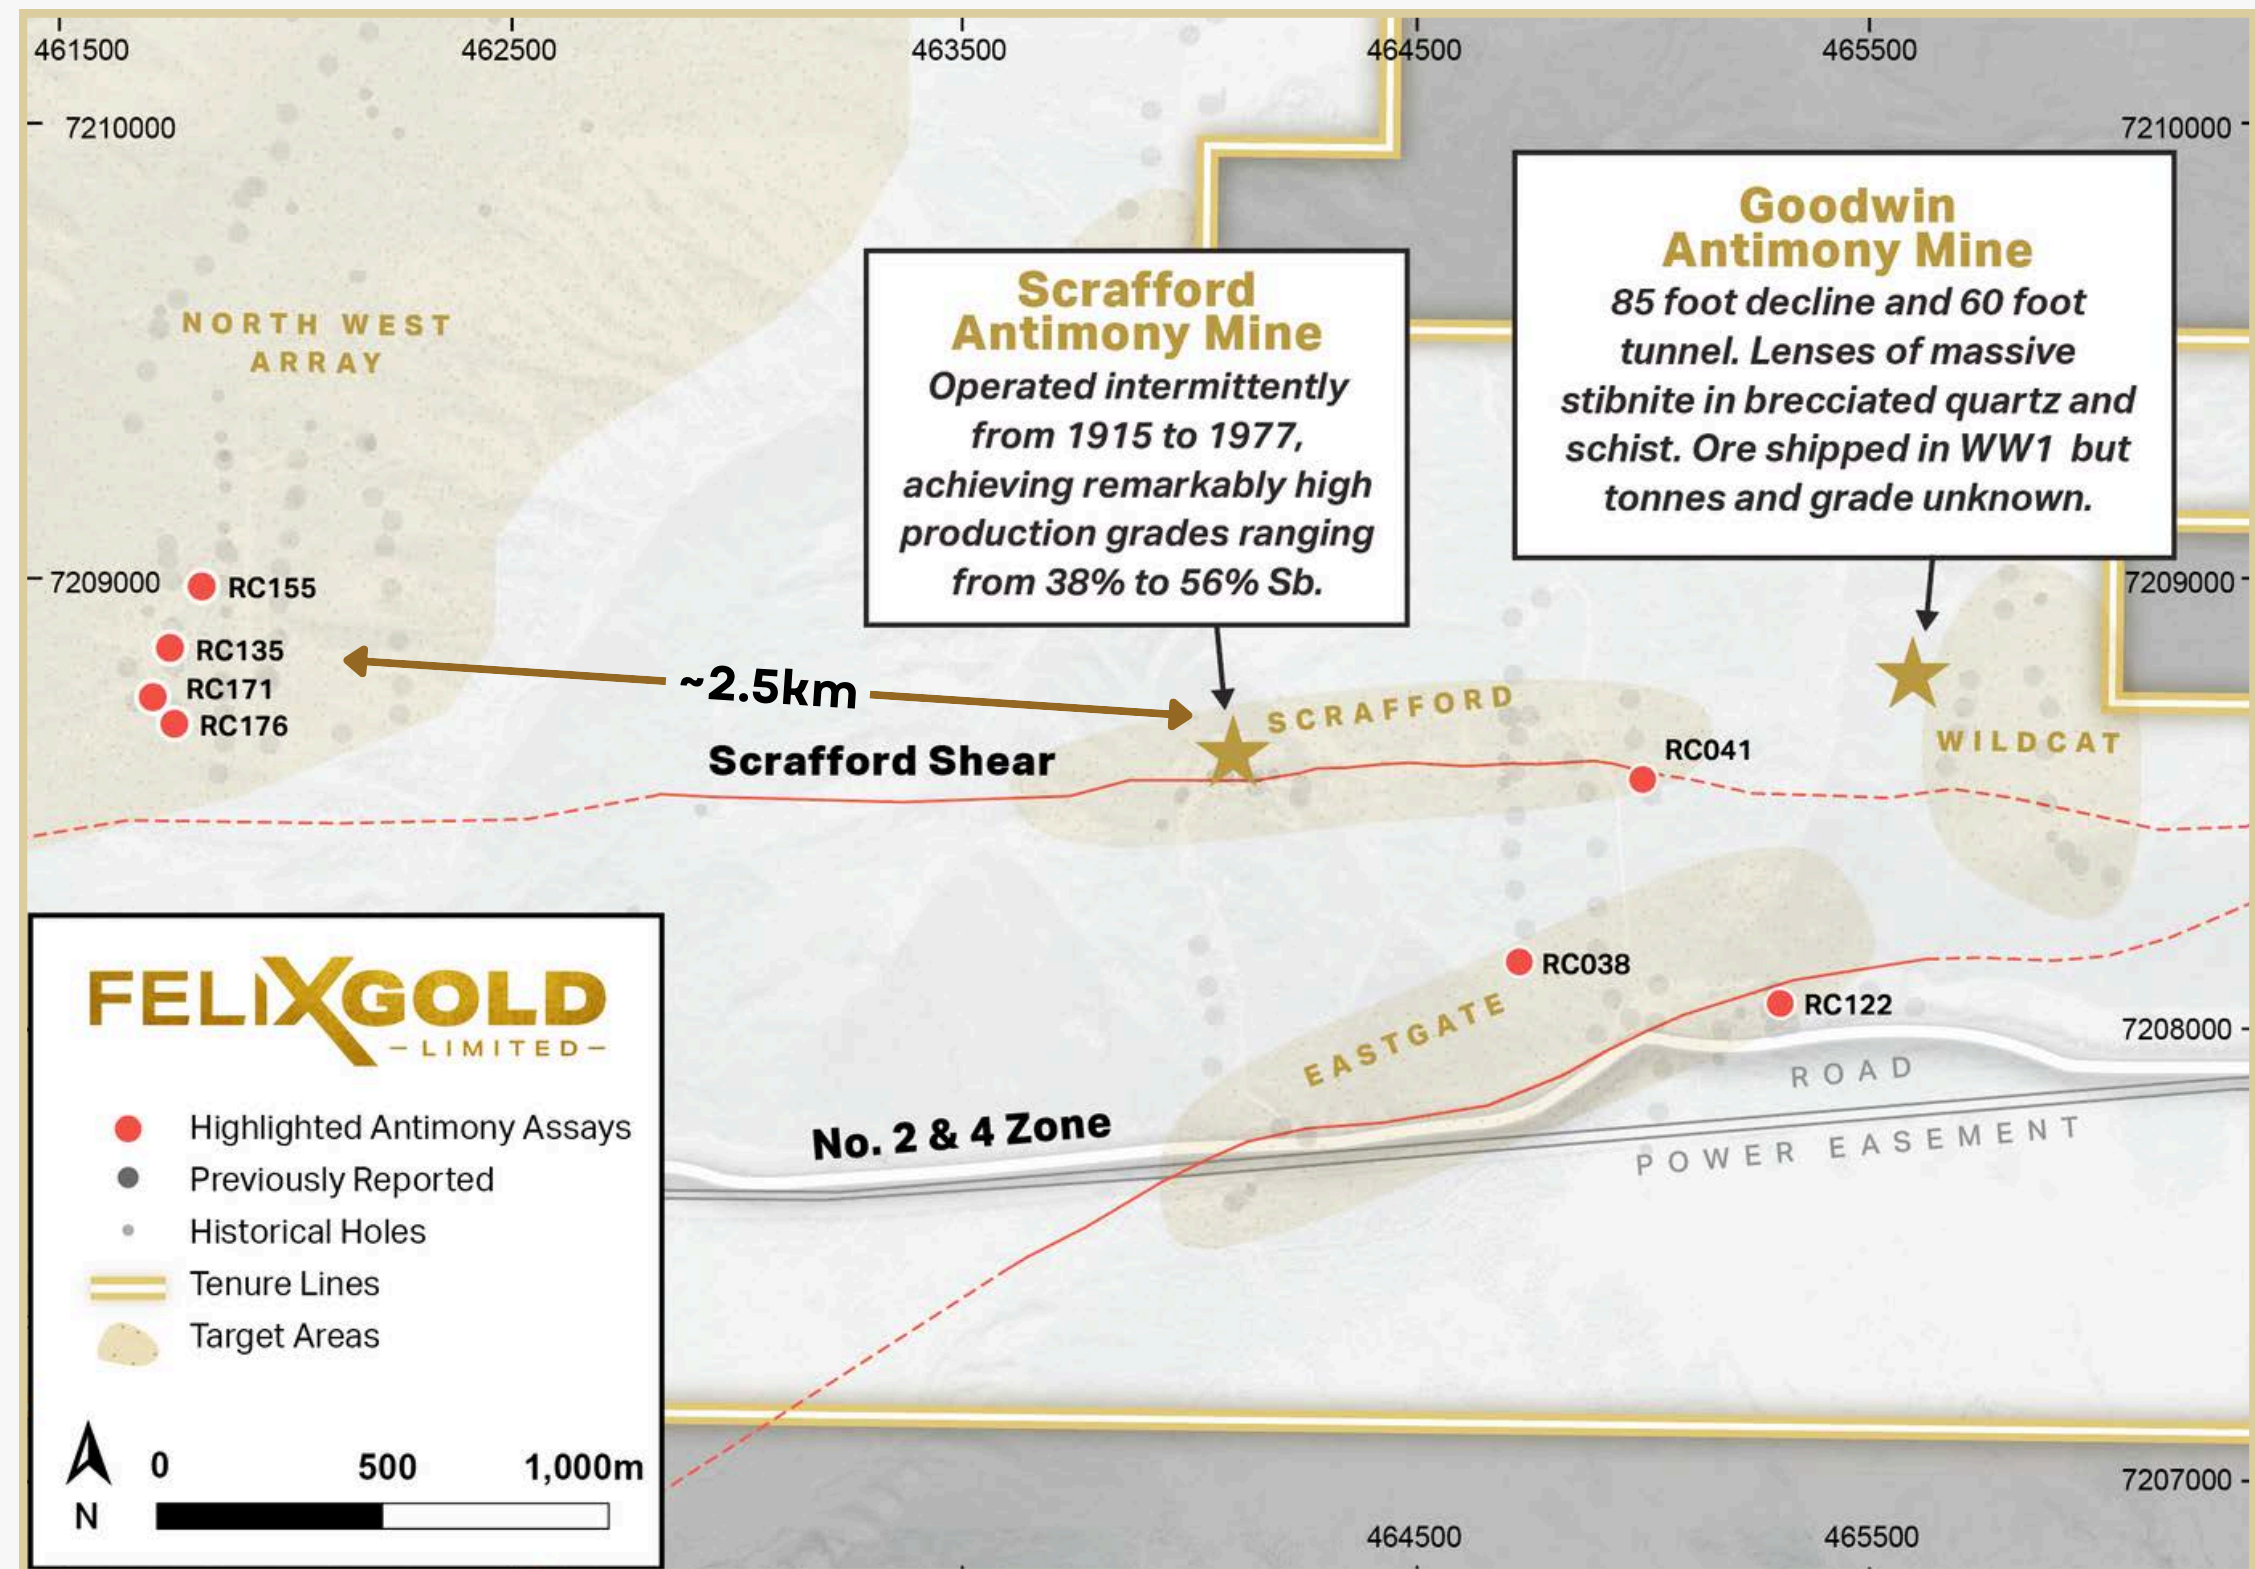 461500
462500
463500
464500
465500
7210000
7210000
Goodwin
Antimony Mine
85 foot decline and 60 foot
tunnel. Lenses of massive
stibnite in brecciated quartz and
schist. Ore shipped in WW1 but
tonnes and grade unknown.
Scrafford
Antimony Mine
Operated intermittently
from 1915 to 1977,
achieving remarkably high
production grades ranging
from 38% to 56% Sb.
NORTH WEST
ARRAY
7209000
7209000
RC155
RC135
RC171
RC176
~2.5km
SCRAFFORD
Scrafford Shear
RC041
WILDCAT
RC038
RC122
EASTGATE
7208000
ROAD
No. 2 & 4 Zone
POWER EASEMENT
FELIXGOLD
LIMITED
Highlighted Antimony Assays
Previously Reported
Historical Holes
Tenure Lines
Target Areas
0 500 1,000m
N
7207000
464500
465500